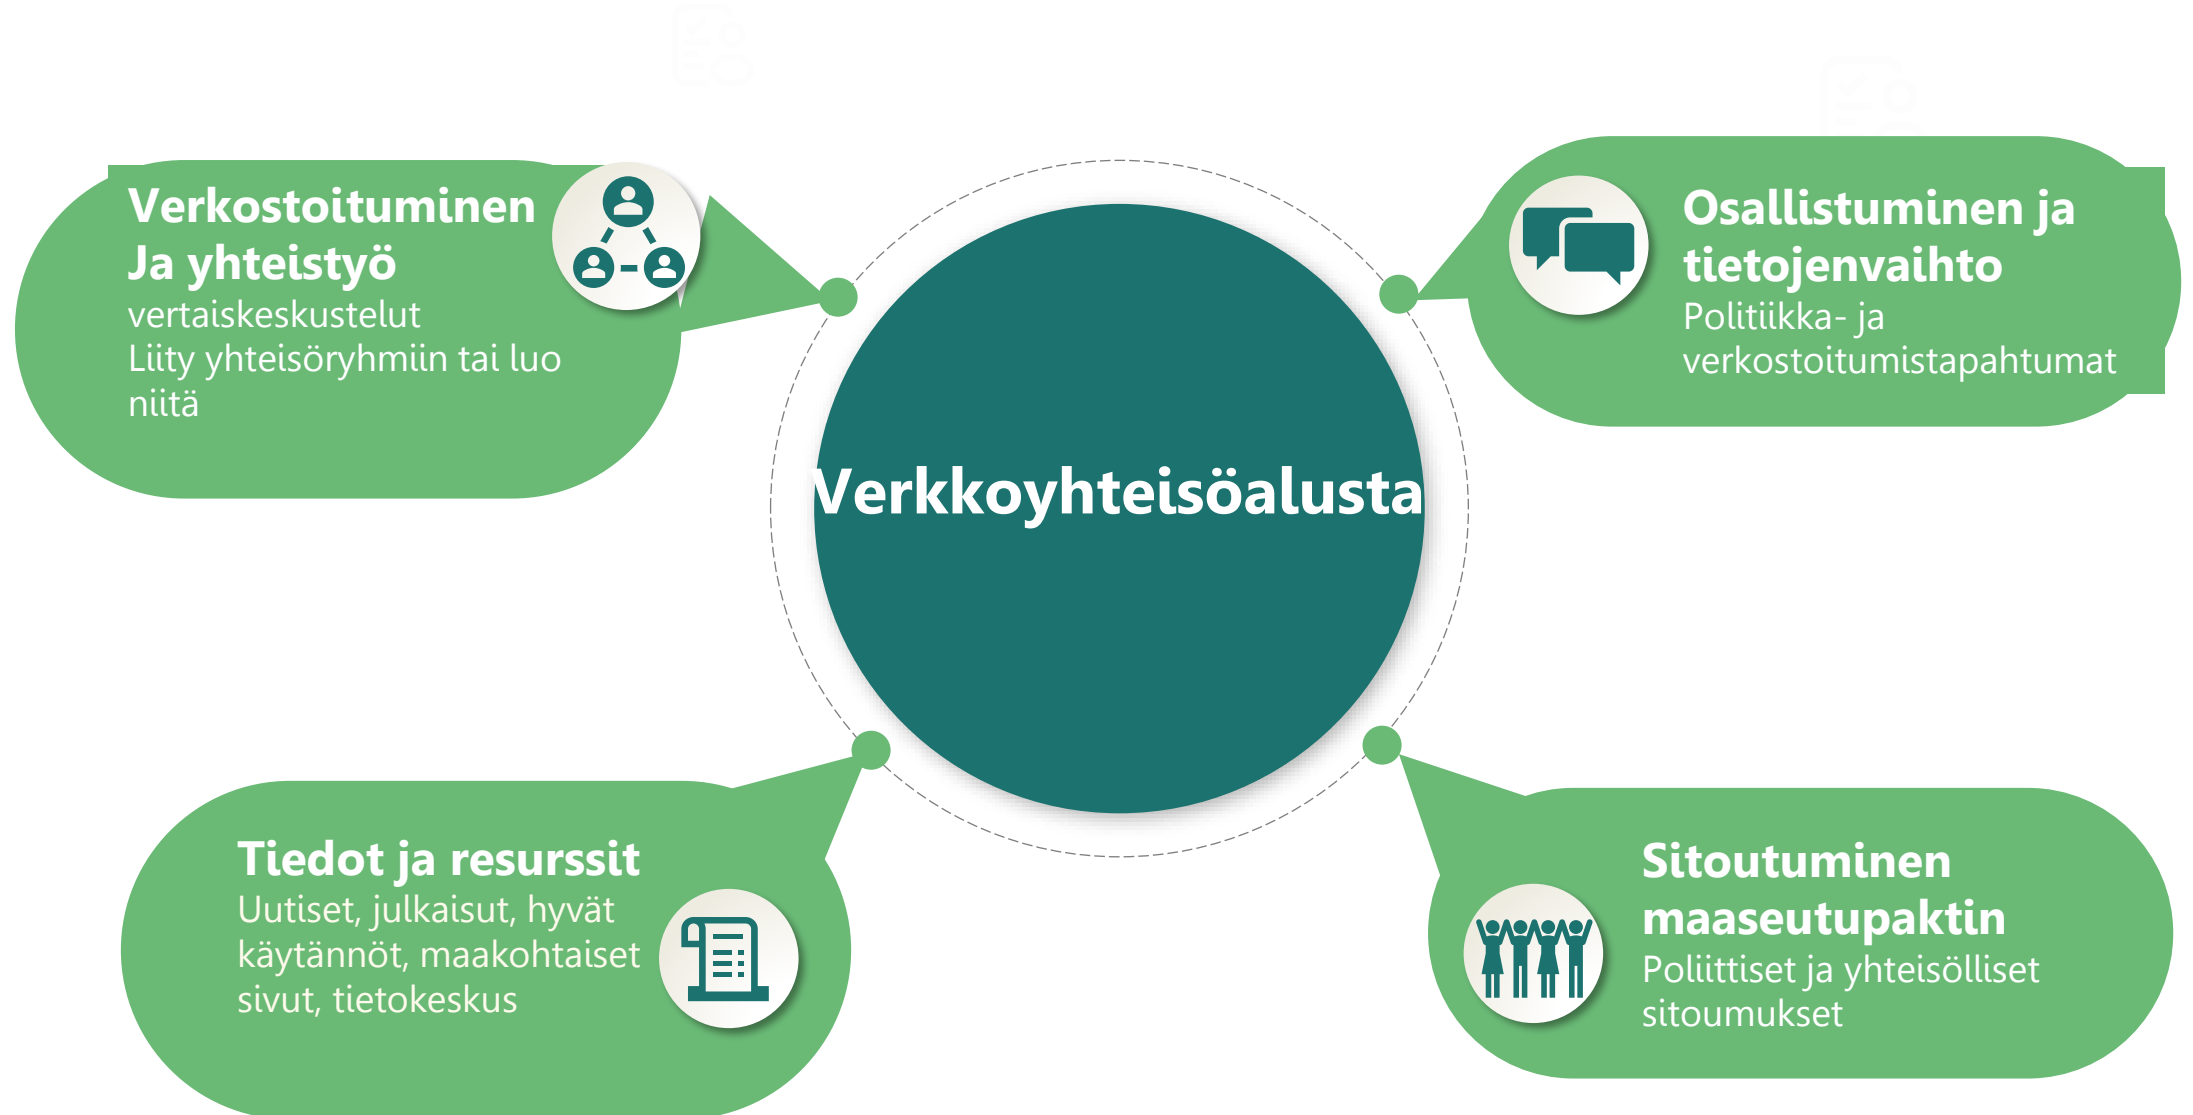 Verkostoituminen
Ja yhteistyö
vertaiskeskustelut
Liity yhteisöryhmiin tai luo
niitä
Osallistuminen ja
tietojenvaihto
Politiikka- ja
verkostoitumistapahtumat
Verkkoyhteisöalusta
Tiedot ja resurssit
Uutiset, julkaisut, hyvät
käytännöt, maakohtaiset
sivut, tietokeskus
Sitoutuminen
maaseutupaktin
Poliittiset ja yhteisölliset
sitoumukset